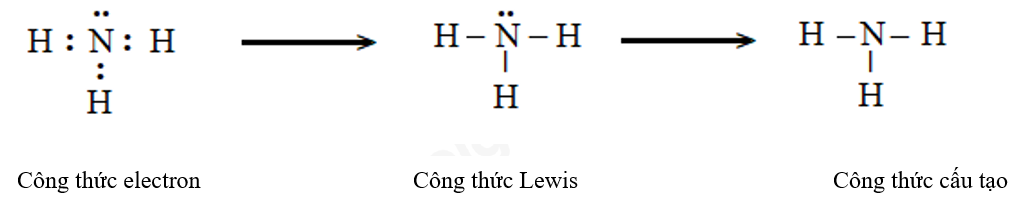 H : N̈ : H
:
H
H – N̈ – H
|
H
H – N – H
|
H
Công thức electron
Công thức Lewis
Công thức cấu tạo